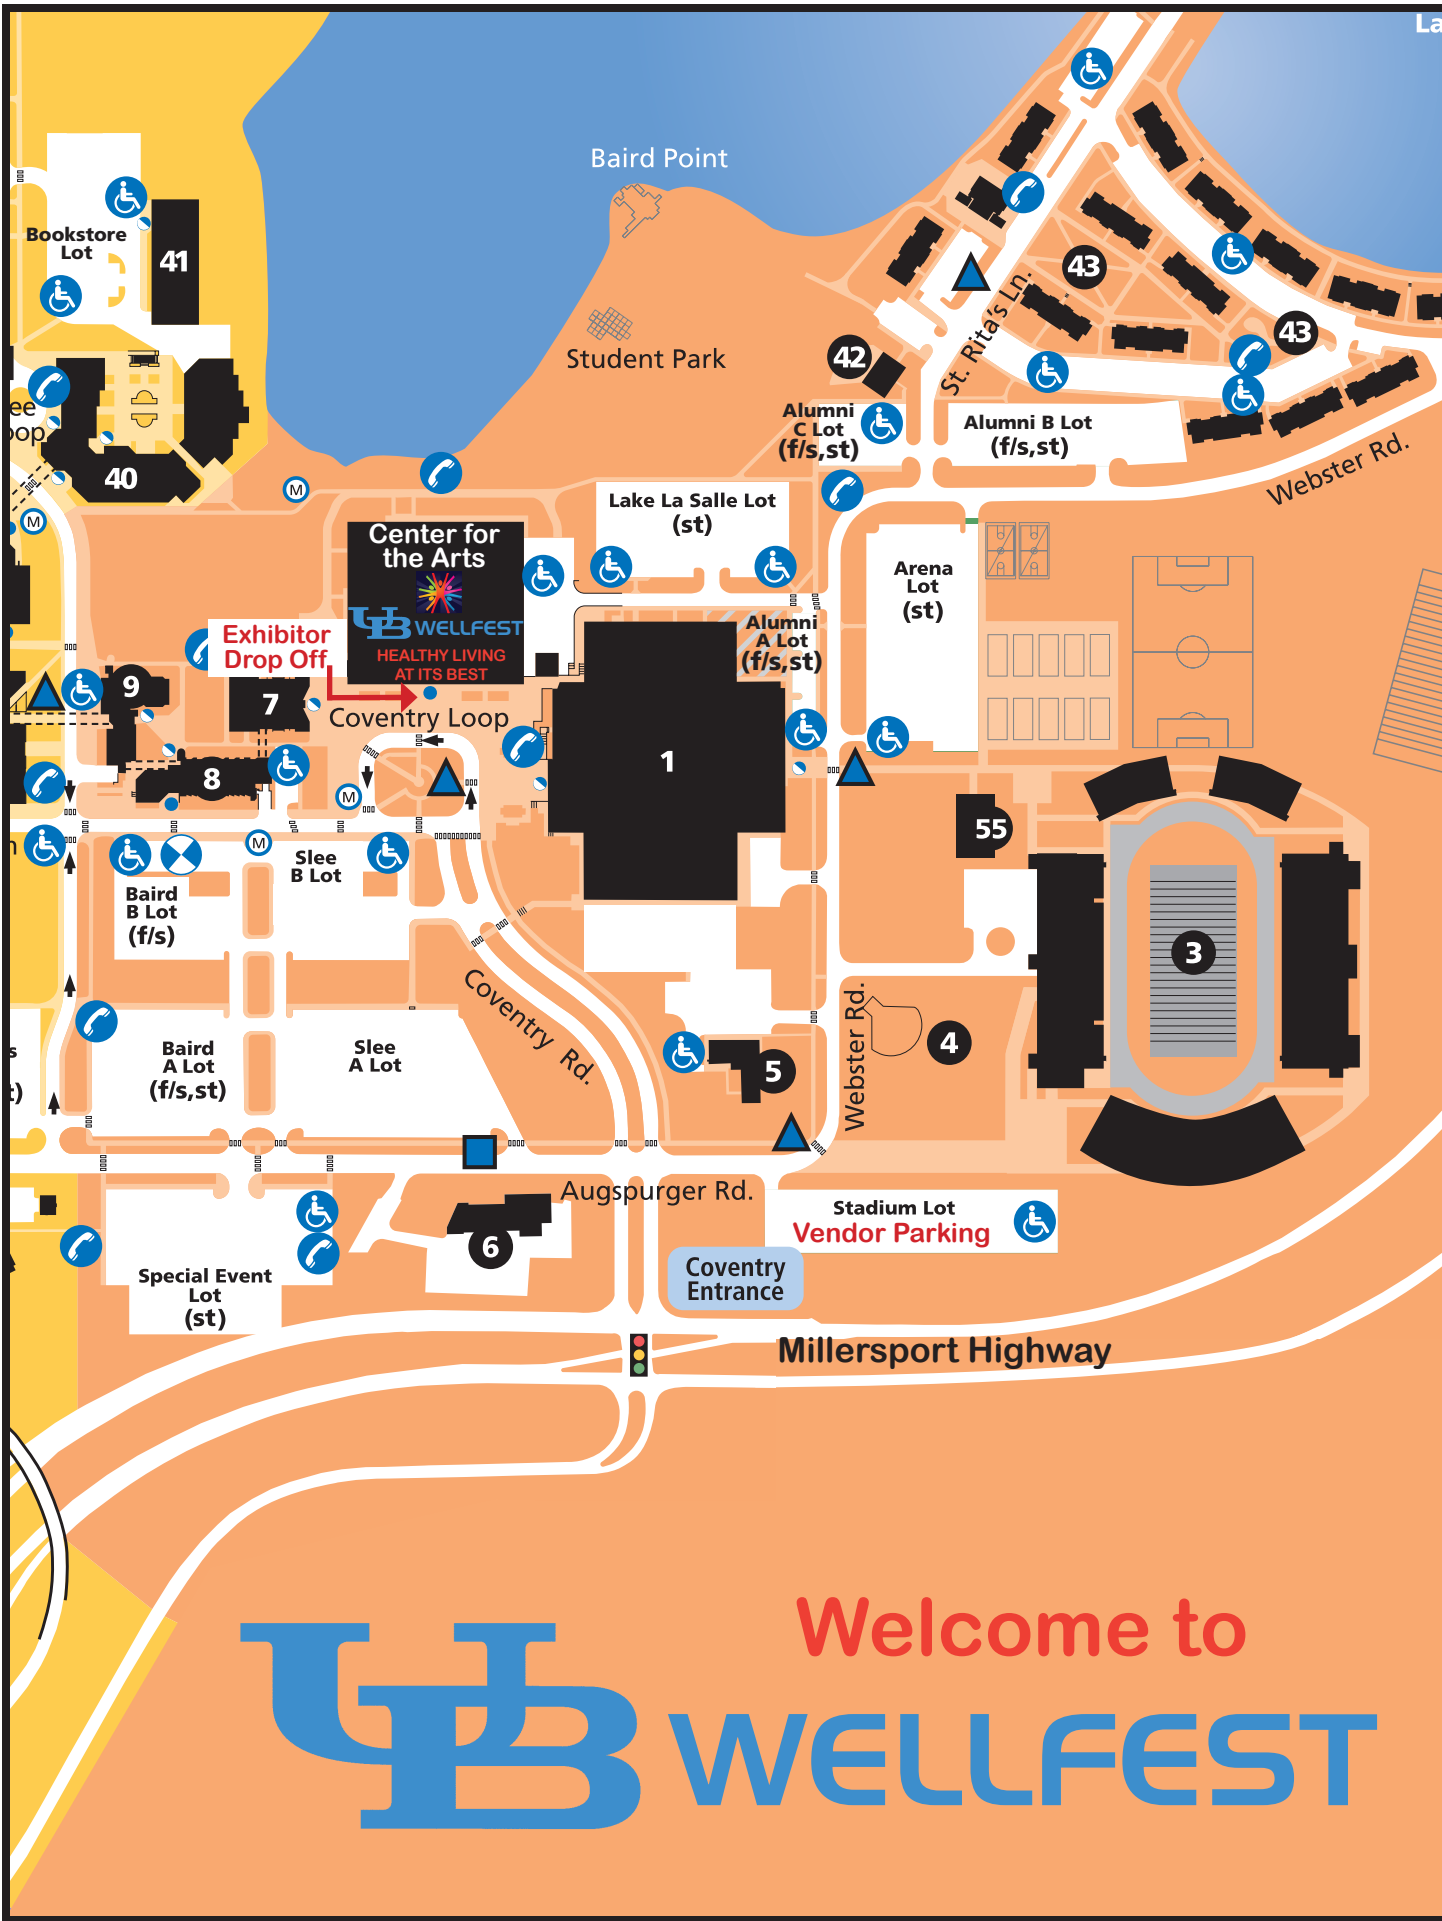 La
Baird Point
Bookstore
Lot
41
43
43
Student Park
42
St. Rita's Ln.
ee
oop
40
Alumni
C Lot
(f/s,st)
Alumni B Lot
(f/s,st)
Webster Rd.
M
M
Lake La Salle Lot
(st)
Center for
the Arts
UB WELLFEST
HEALTHY LIVING
AT ITS BEST
Arena
Lot
(st)
Exhibitor
Drop Off
Alumni
A Lot
(f/s,st)
9
7
Coventry Loop
1
8
M
M
55
n
Slee
B Lot
Baird
B Lot
(f/s)
3
Coventry Rd.
Webster Rd.
4
s
t)
Baird
A Lot
(f/s,st)
Slee
A Lot
5
Augspurger Rd.
Stadium Lot
Vendor Parking
6
Coventry
Entrance
Special Event
Lot
(st)
Millersport Highway
Welcome to
UB WELLFEST